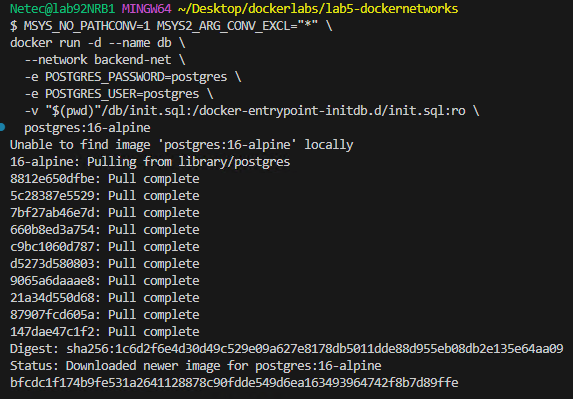 Netec@lab92NRB1 MINGW64 ~/Desktop/dockerlabs/lab5-dockernetworks
$ MSYS_NO_PATHCONV=1 MSYS2_ARG_CONV_EXCL="*" \
docker run -d --name db \
  --network backend-net \
  -e POSTGRES_PASSWORD=postgres \
  -e POSTGRES_USER=postgres \
  -v "$(pwd)"/db/init.sql:/docker-entrypoint-initdb.d/init.sql:ro \
  postgres:16-alpine
Unable to find image 'postgres:16-alpine' locally
16-alpine: Pulling from library/postgres
8812e650dfbe: Pull complete
5c28387e5529: Pull complete
7bf27ab46e7d: Pull complete
660b8ed3a754: Pull complete
c9bc1060d787: Pull complete
d5273d580803: Pull complete
9065a6daaae8: Pull complete
21a34d550d68: Pull complete
87907fcd605a: Pull complete
147dae47c1f2: Pull complete
Digest: sha256:1c6d2f6e4d30d49c529e09a627e8178db5011dde88d955eb08db2e135e64aa09
Status: Downloaded newer image for postgres:16-alpine
bfcdc1f174b9fe531a2641128878c90fdde549d6ea163493964742f8b7d89ffe